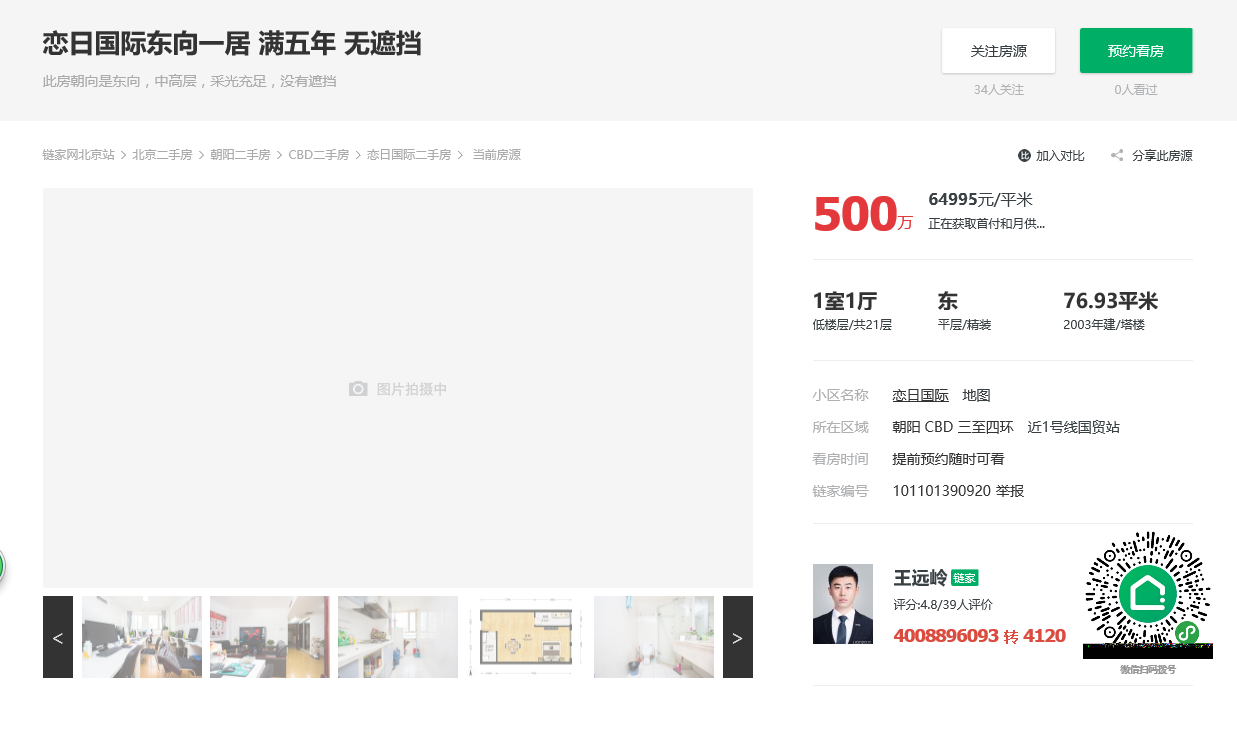 恋日国际东向一居 满五年 无遮挡
此房朝向是东向，中高层，采光充足，没有遮挡
关注房源
预约看房
34人关注
0人看过
链家网北京站 > 北京二手房 > 朝阳二手房 > CBD二手房 > 恋日国际二手房 > 当前房源
加入对比
分享此房源
500万
64995元/平米
正在获取首付和月供...
1室1厅
东
76.93平米
低楼层/共21层
平层/精装
2003年建/塔楼
图片拍摄中
小区名称 恋日国际 地图
所在区域 朝阳 CBD 三至四环 近1号线国贸站
看房时间 提前预约随时可看
链家编号 101101390920 举报
王远岭 链家
评分:4.8/39人评价
4008896093 转 4120
微信扫码拨号
<
>